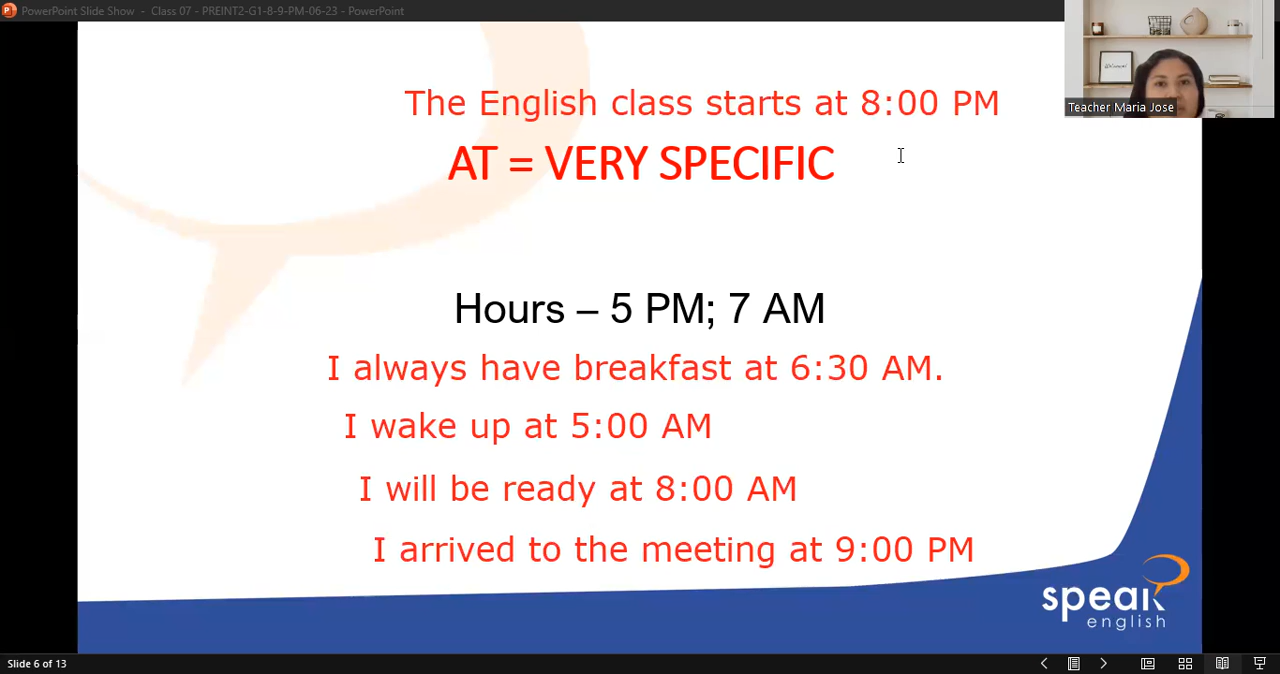 PowerPoint Slide Show - Class 07 - PREINT2-G1-8-9-PM-06-23 - PowerPoint
The English class starts at 8:00 PM
Teacher Maria Jose
AT = VERY SPECIFIC
Hours – 5 PM; 7 AM
I always have breakfast at 6:30 AM.
I wake up at 5:00 AM
I will be ready at 8:00 AM
I arrived to the meeting at 9:00 PM
speak
english
Slide 6 of 13